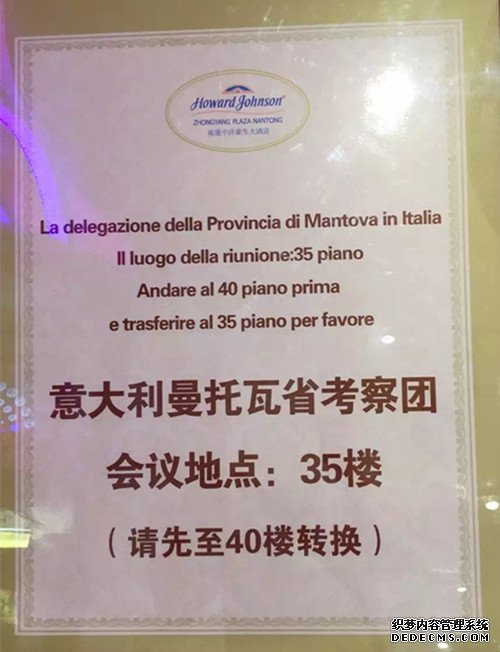 Howard Johnson®
ZHONGYANG PLAZA NANTONG
南通中洋豪生大酒店
La delegazione della Provincia di Mantova in Italia
Il luogo della riunione:35 piano
Andare al 40 piano prima
e trasferire al 35 piano per favore
意大利曼托瓦省考察团
会议地点：35楼
（请先至40楼转换）
织梦内容管理系统
DEDECMS.COM